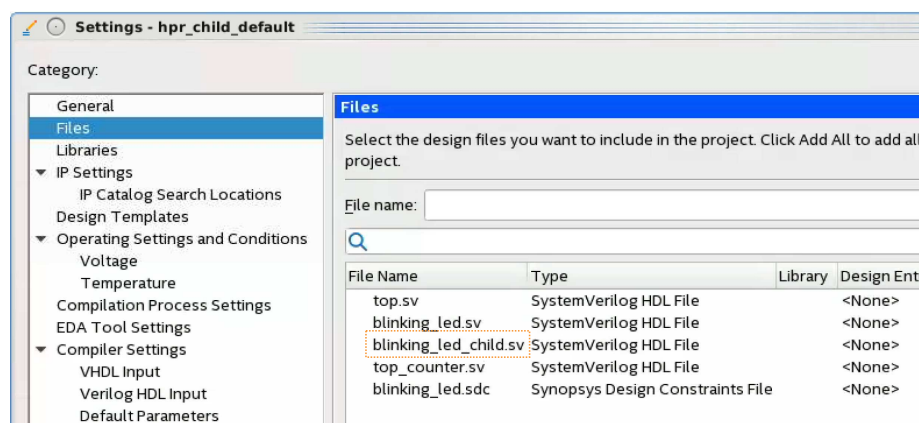 Settings - hpr_child_default
Category:
General
Files
Libraries
IP Settings
IP Catalog Search Locations
Design Templates
Operating Settings and Conditions
Voltage
Temperature
Compilation Process Settings
EDA Tool Settings
Compiler Settings
VHDL Input
Verilog HDL Input
Default Parameters
Files
Select the design files you want to include in the project. Click Add All to add all
project.
File name:
File Name Type Library Design Ent
top.sv SystemVerilog HDL File <None>
blinking_led.sv SystemVerilog HDL File <None>
blinking_led_child.sv SystemVerilog HDL File <None>
top_counter.sv SystemVerilog HDL File <None>
blinking_led.sdc Synopsys Design Constraints File <None>